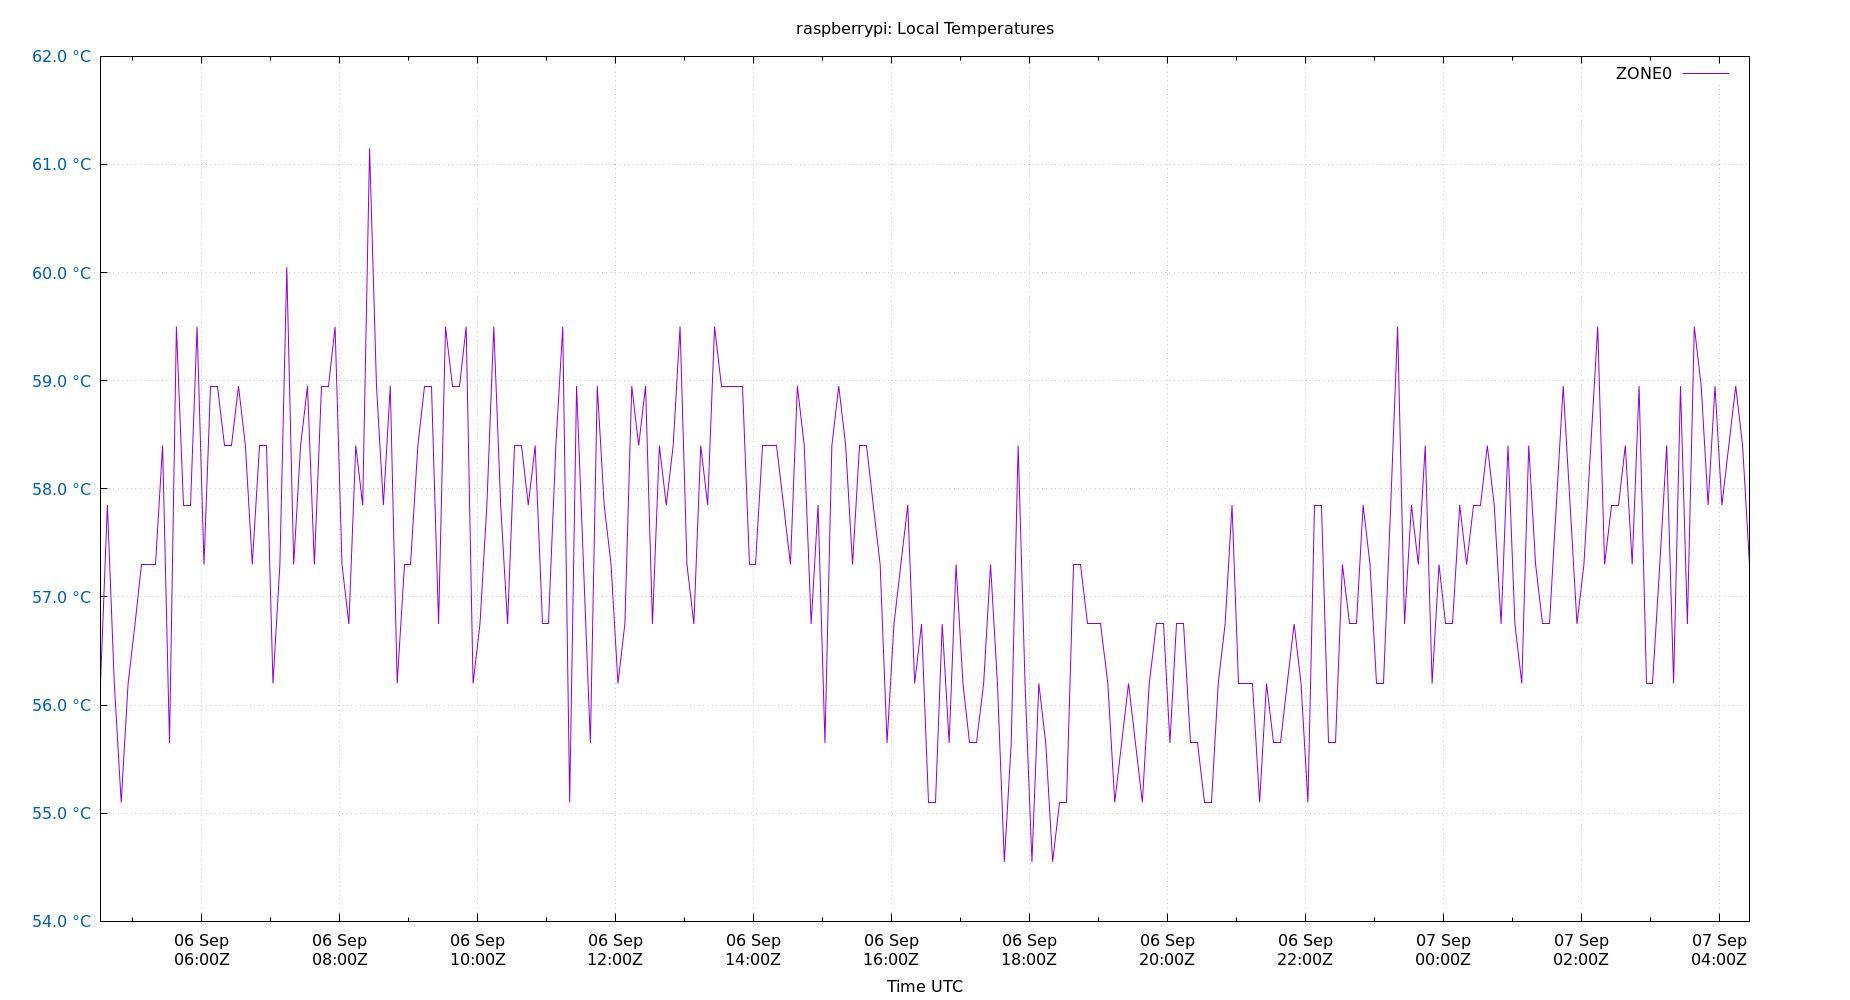 raspberrypi: Local Temperatures
62.0 °C
61.0 °C
60.0 °C
59.0 °C
58.0 °C
57.0 °C
56.0 °C
55.0 °C
54.0 °C
ZONE0
06 Sep 06 Sep 06 Sep 06 Sep 06 Sep 06 Sep 06 Sep 06 Sep 06 Sep 07 Sep 07 Sep 07 Sep
06:00Z 08:00Z 10:00Z 12:00Z 14:00Z 16:00Z 18:00Z 20:00Z 22:00Z 00:00Z 02:00Z 04:00Z
Time UTC